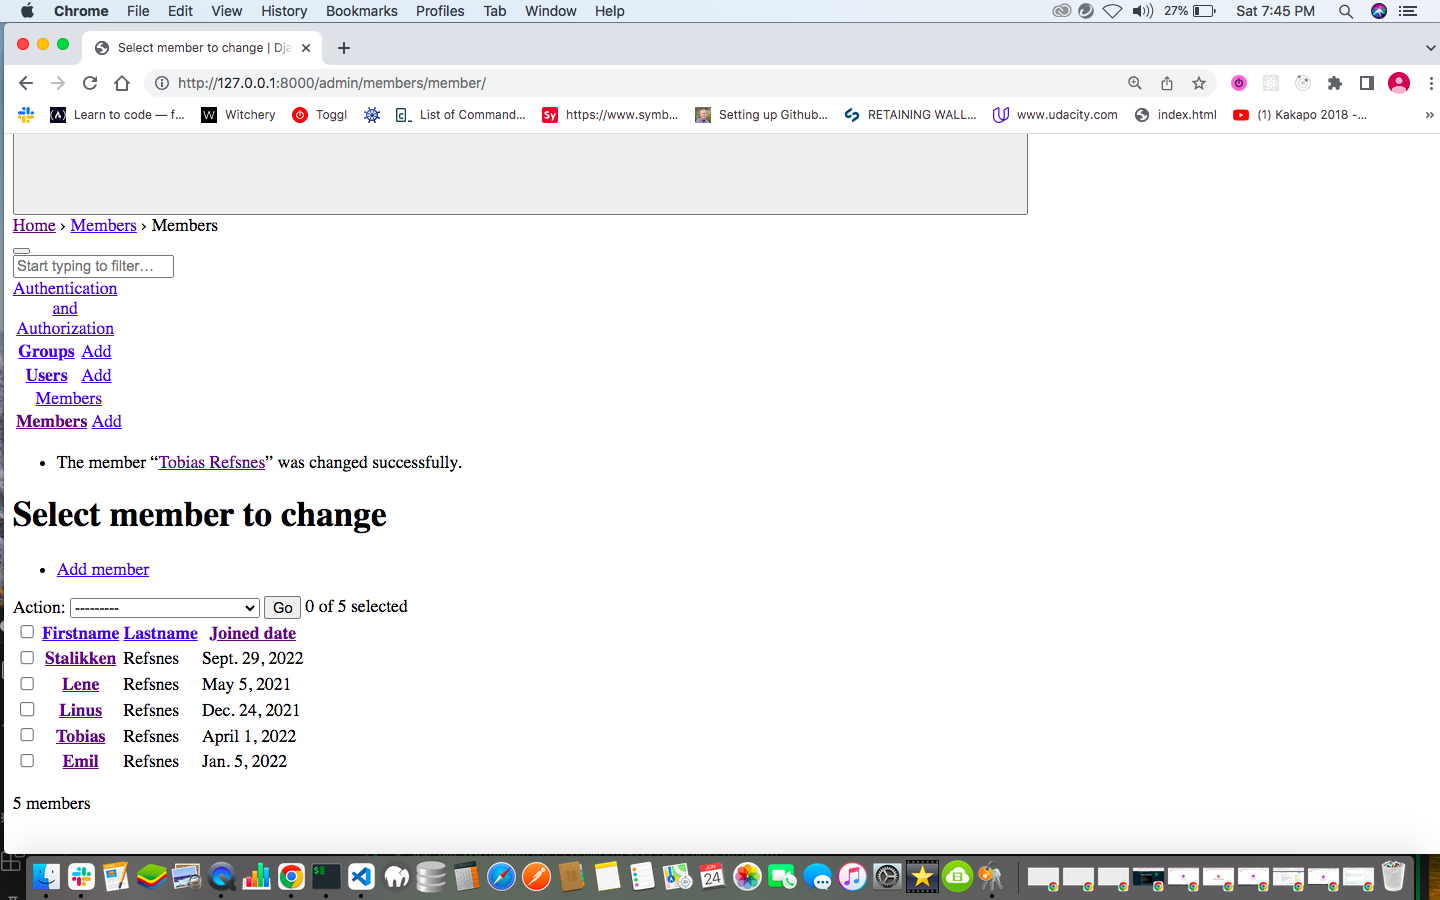 Chrome File Edit View History Bookmarks Profiles Tab Window Help 27% Sat 7:45 PM
Select member to change | Dja
http://127.0.0.1:8000/admin/members/member/
Learn to code — f... Witchery Toggl List of Command... https://www.symb... Setting up Github... RETAINING WALL... www.udacity.com index.html (1) Kakapo 2018 -...
Home › Members › Members
Start typing to filter…
Authentication
and
Authorization
Groups Add
Users Add
Members
Members Add
The member “Tobias Refsnes” was changed successfully.
Select member to change
Add member
Action: --------- Go 0 of 5 selected
Firstname Lastname Joined date
Stalikken Refsnes Sept. 29, 2022
Lene Refsnes May 5, 2021
Linus Refsnes Dec. 24, 2021
Tobias Refsnes April 1, 2022
Emil Refsnes Jan. 5, 2022
5 members
JUN
24